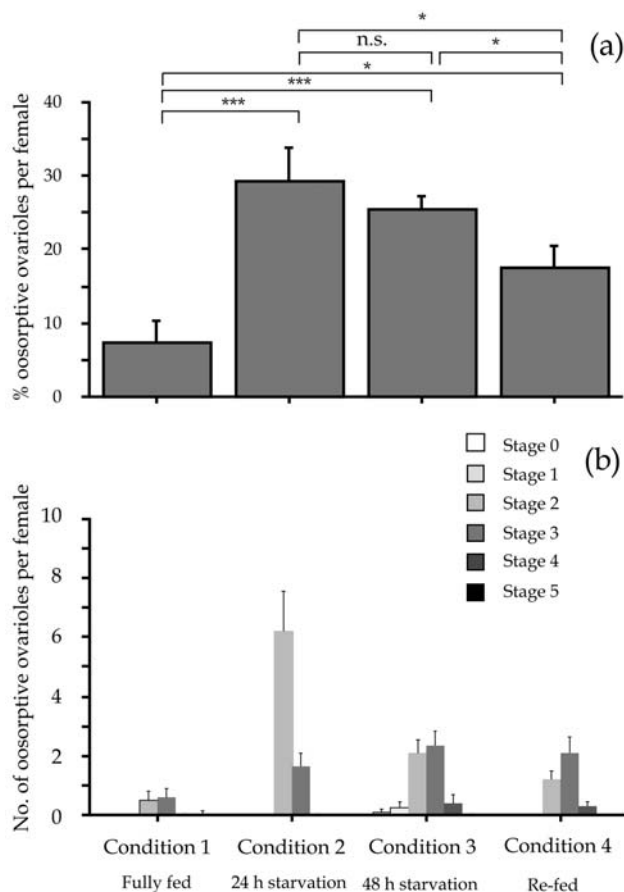 *
(a)
n.s.
*
*
***
***
40
30
20
10
0
% oosorptive ovarioles per female
(b)
Stage 0
Stage 1
Stage 2
Stage 3
Stage 4
Stage 5
10
8
6
4
2
0
No. of oosorptive ovarioles per female
Condition 1 Condition 2 Condition 3 Condition 4
Fully fed 24 h starvation 48 h starvation Re-fed